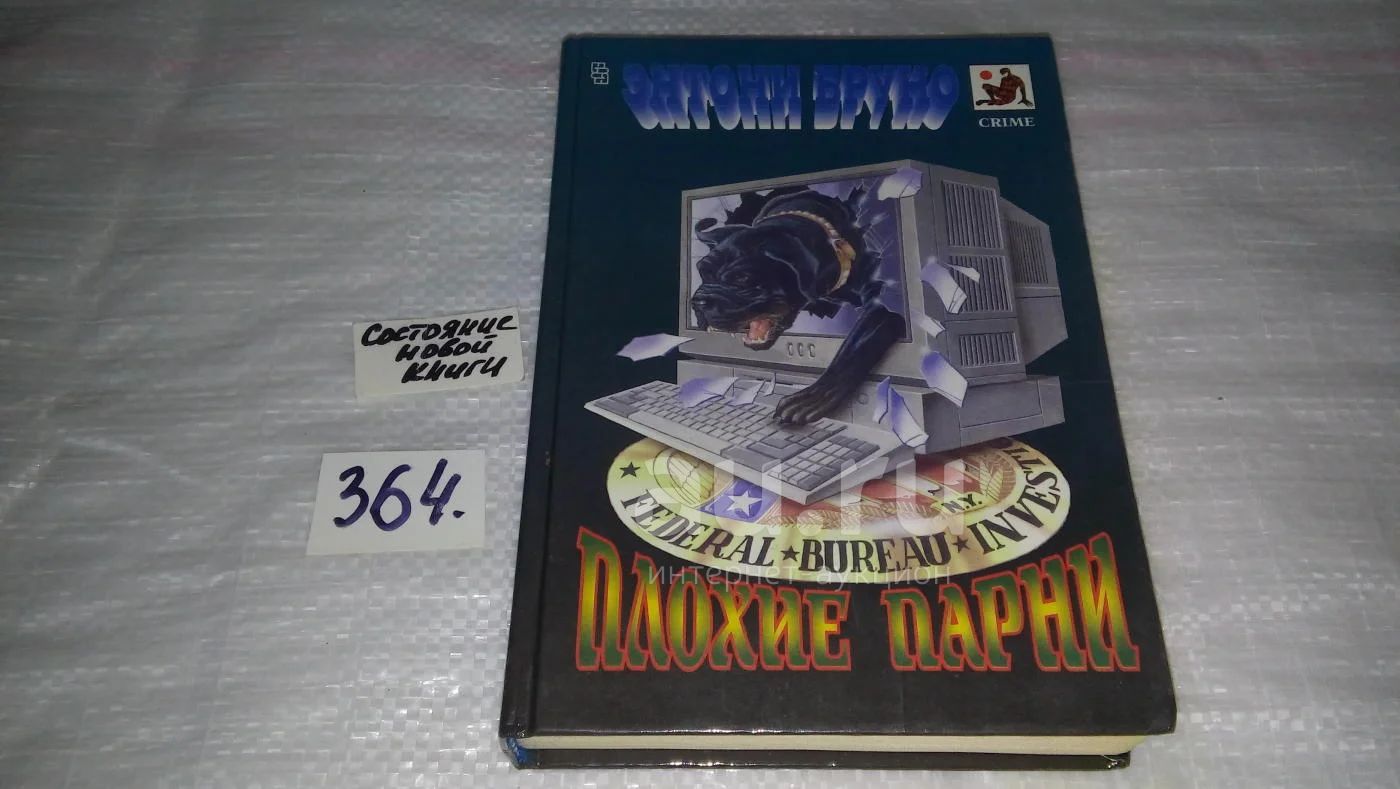 ЭНТОНИ БРУНО
CRIME
Состояние
новой
книги
364.
N.Y.
★ FEDERAL ★ BUREAU ★ INVEST
ПЛОХИЕ ПАРНИ
интернет-аукцион